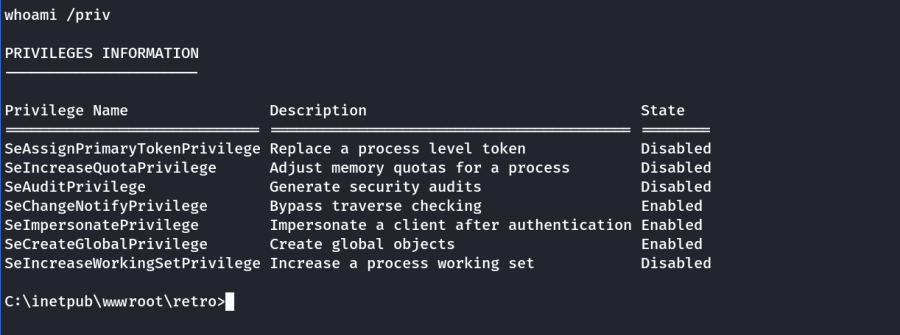 whoami /priv
PRIVILEGES INFORMATION
----------------------
Privilege Name Description State
============================= ========================================= ========
SeAssignPrimaryTokenPrivilege Replace a process level token Disabled
SeIncreaseQuotaPrivilege Adjust memory quotas for a process Disabled
SeAuditPrivilege Generate security audits Disabled
SeChangeNotifyPrivilege Bypass traverse checking Enabled
SeImpersonatePrivilege Impersonate a client after authentication Enabled
SeCreateGlobalPrivilege Create global objects Enabled
SeIncreaseWorkingSetPrivilege Increase a process working set Disabled
C:\inetpub\wwwroot\retro>